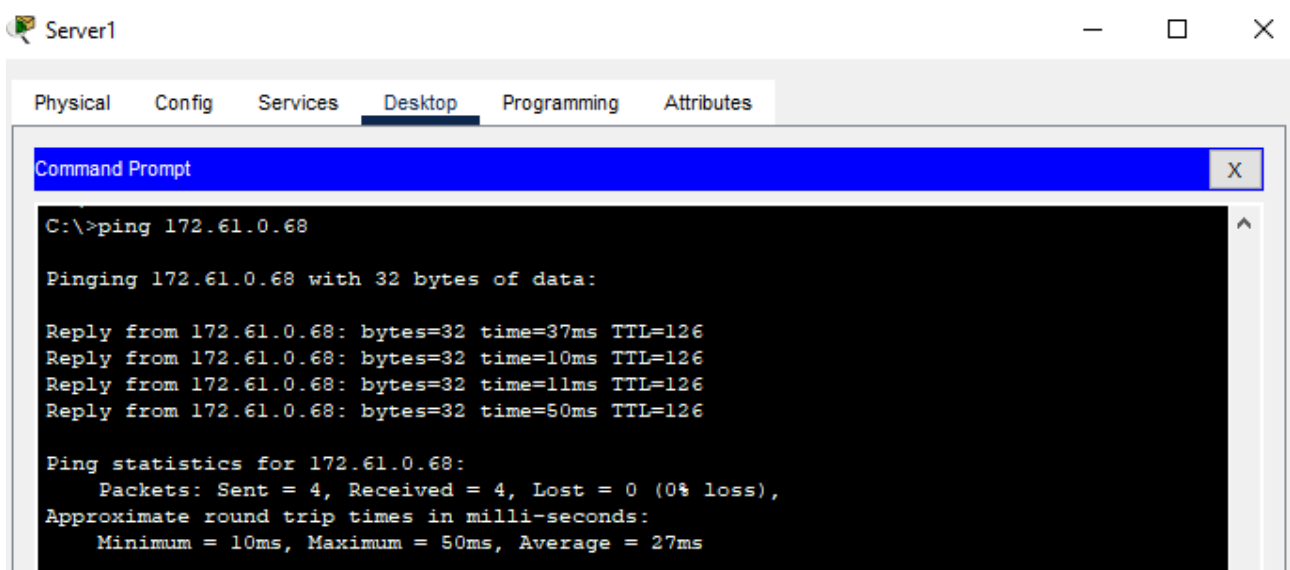 Server1
Physical Config Services Desktop Programming Attributes
Command Prompt X
C:\>ping 172.61.0.68
Pinging 172.61.0.68 with 32 bytes of data:
Reply from 172.61.0.68: bytes=32 time=37ms TTL=126
Reply from 172.61.0.68: bytes=32 time=10ms TTL=126
Reply from 172.61.0.68: bytes=32 time=11ms TTL=126
Reply from 172.61.0.68: bytes=32 time=50ms TTL=126
Ping statistics for 172.61.0.68:
Packets: Sent = 4, Received = 4, Lost = 0 (0% loss),
Approximate round trip times in milli-seconds:
Minimum = 10ms, Maximum = 50ms, Average = 27ms